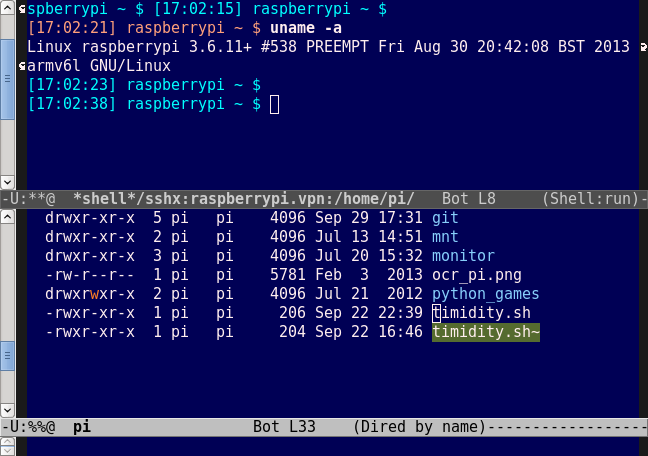 spberrypi ~ $ [17:02:15] raspberrypi ~ $
[17:02:21] raspberrypi ~ $ uname -a
Linux raspberrypi 3.6.11+ #538 PREEMPT Fri Aug 30 20:42:08 BST 2013
armv6l GNU/Linux
[17:02:23] raspberrypi ~ $
[17:02:38] raspberrypi ~ $
-U:**@  *shell*/sshx:raspberrypi.vpn:/home/pi/   Bot L8     (Shell:run)-
drwxr-xr-x  5 pi   pi    4096 Sep 29 17:31 git
drwxr-xr-x  2 pi   pi    4096 Jul 13 14:51 mnt
drwxr-xr-x  3 pi   pi    4096 Jul 20 15:32 monitor
-rw-r--r--  1 pi   pi    5781 Feb  3  2013 ocr_pi.png
drwxrwxr-x  2 pi   pi    4096 Jul 21  2012 python_games
-rwxr-xr-x  1 pi   pi     206 Sep 22 22:39 timidity.sh
-rwxr-xr-x  1 pi   pi     204 Sep 22 16:46 timidity.sh~
-U:%%@  pi                  Bot L33    (Dired by name)------------------